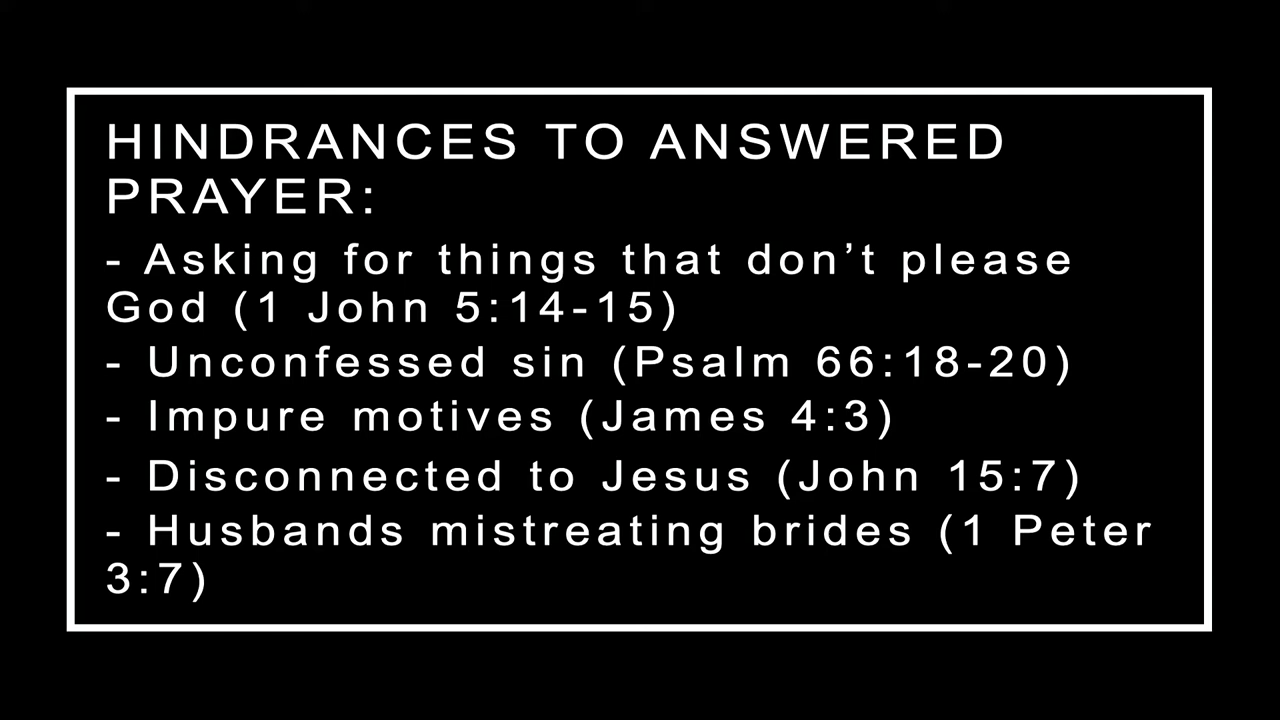 HINDRANCES TO ANSWERED
PRAYER:
- Asking for things that don’t please
God (1 John 5:14-15)
- Unconfessed sin (Psalm 66:18-20)
- Impure motives (James 4:3)
- Disconnected to Jesus (John 15:7)
- Husbands mistreating brides (1 Peter
3:7)